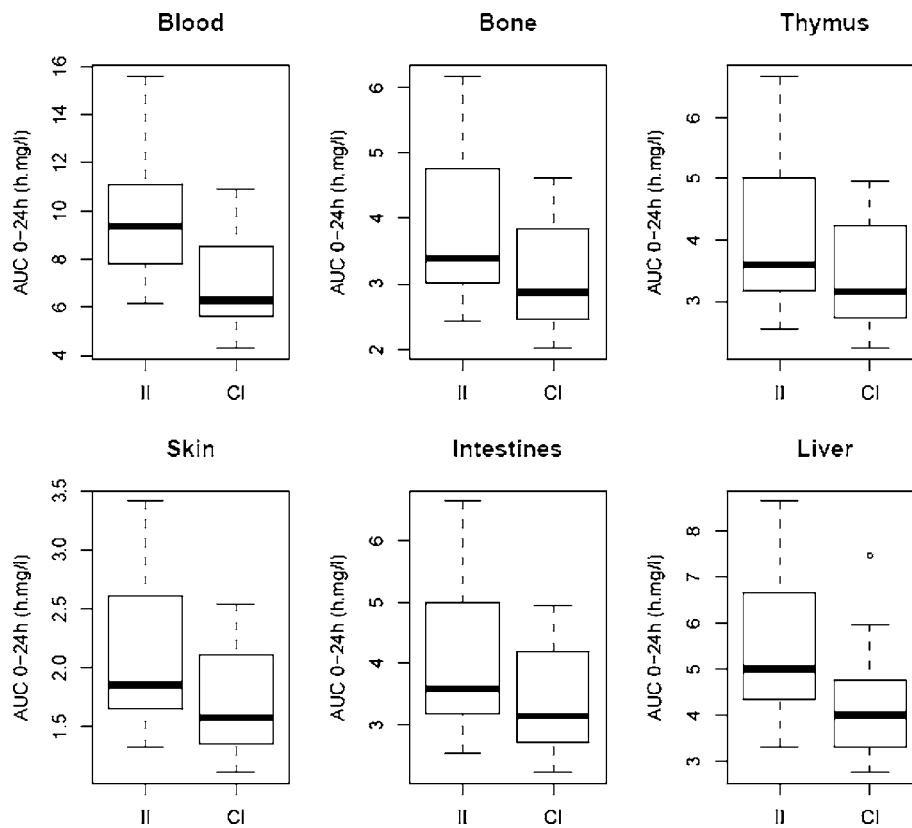 Blood
AUC 0-24h (h.mg/l)
16
14
12
10
8
6
4
II
CI
Bone
AUC 0-24h (h.mg/l)
6
5
4
3
2
II
CI
Thymus
AUC 0-24h (h.mg/l)
6
5
4
3
II
CI
Skin
AUC 0-24h (h.mg/l)
3.5
3.0
2.5
2.0
1.5
II
CI
Intestines
AUC 0-24h (h.mg/l)
6
5
4
3
II
CI
Liver
AUC 0-24h (h.mg/l)
8
7
6
5
4
3
II
CI